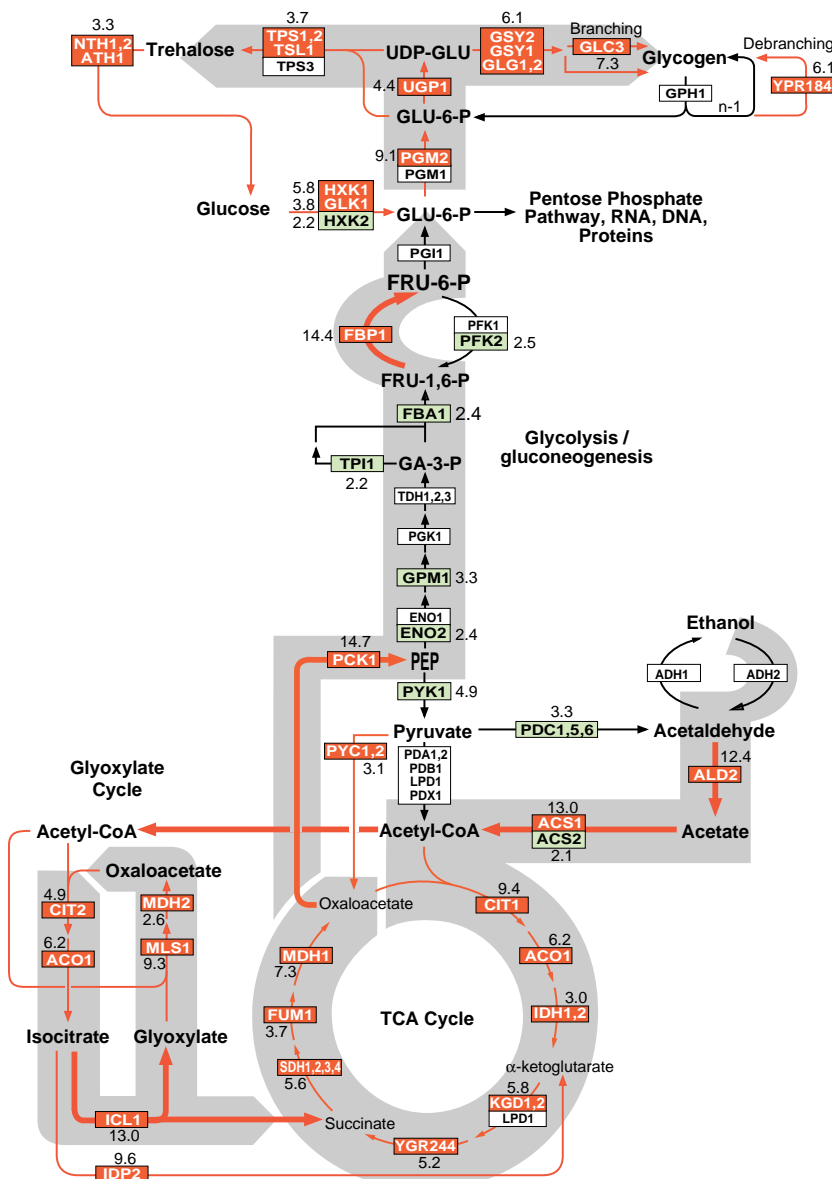 3.3
NTH1,2
ATH1
Trehalose
3.7
TPS1,2
TSL1
TPS3
UDP-GLU
6.1
GSY2
GSY1
GLG1,2
Branching
GLC3
7.3
Glycogen
Debranching
6.1
YPR184
GPH1
n-1
4.4
UGP1
GLU-6-P
9.1
PGM2
PGM1
Glucose
5.8
3.8
2.2
HXK1
GLK1
HXK2
GLU-6-P
Pentose Phosphate
Pathway, RNA, DNA,
Proteins
PGI1
FRU-6-P
14.4
FBP1
PFK1
PFK2
2.5
FRU-1,6-P
FBA1
2.4
TPI1
2.2
GA-3-P
Glycolysis /
gluconeogenesis
TDH1,2,3
PGK1
GPM1
3.3
ENO1
ENO2
2.4
14.7
PCK1
PEP
PYK1
4.9
Ethanol
ADH1
ADH2
Pyruvate
3.3
PDC1,5,6
Acetaldehyde
PYC1,2
3.1
PDA1,2
PDB1
LPD1
PDX1
12.4
ALD2
Glyoxylate
Cycle
Acetyl-CoA
Acetyl-CoA
13.0
ACS1
ACS2
2.1
Acetate
Oxaloacetate
4.9
CIT2
MDH2
2.6
6.2
ACO1
MLS1
9.3
Isocitrate
Glyoxylate
ICL1
13.0
9.6
IDP2
Oxaloacetate
9.4
CIT1
6.2
ACO1
3.0
IDH1,2
α-ketoglutarate
5.8
KGD1,2
LPD1
YGR244
5.2
Succinate
SDH1,2,3,4
5.6
FUM1
3.7
MDH1
7.3
TCA Cycle